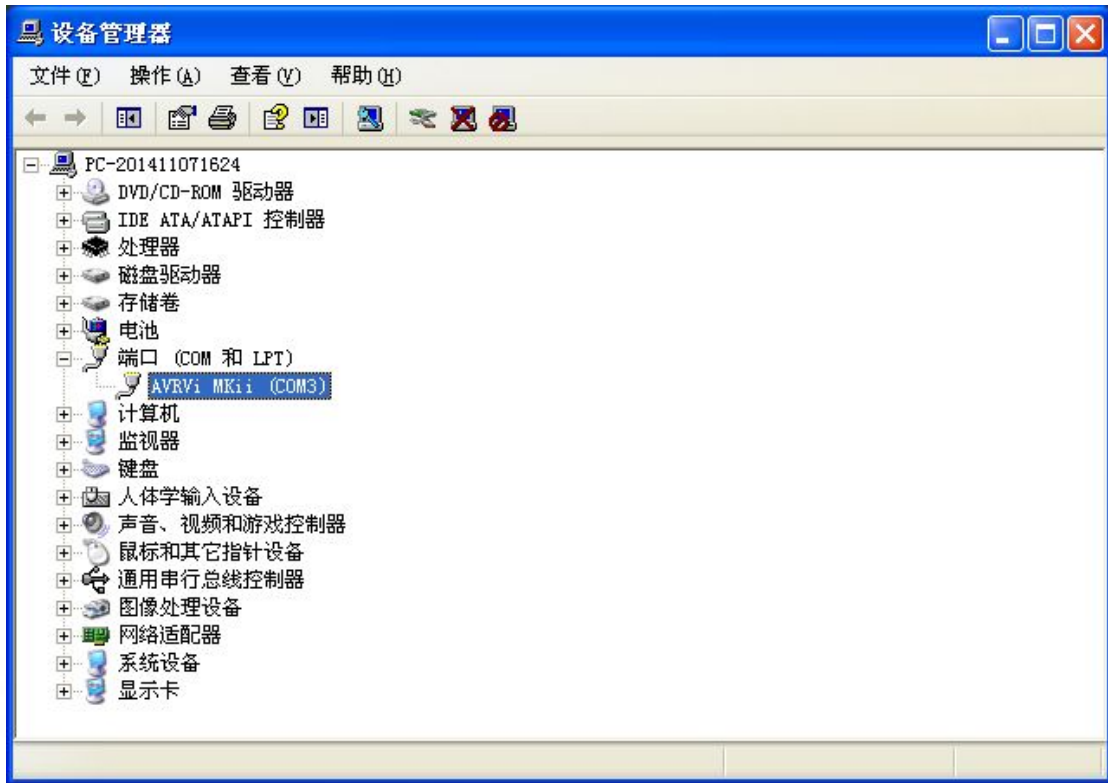 设备管理器
文件(F) 操作(A) 查看(V) 帮助(H)
PC-201411071624
DVD/CD-ROM 驱动器
IDE ATA/ATAPI 控制器
处理器
磁盘驱动器
存储卷
电池
端口 (COM 和 LPT)
AVRVi MKii (COM3)
计算机
监视器
键盘
人体学输入设备
声音、视频和游戏控制器
鼠标和其它指针设备
通用串行总线控制器
图像处理设备
网络适配器
系统设备
显示卡